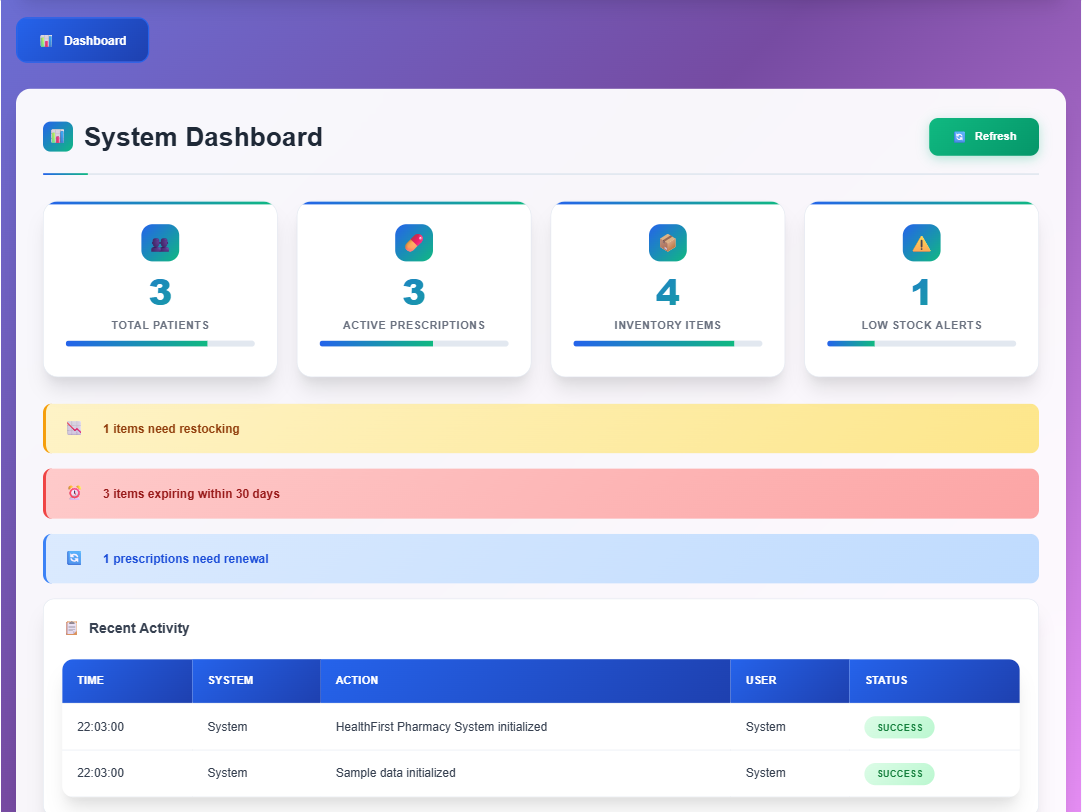 Dashboard
System Dashboard
Refresh
3
TOTAL PATIENTS
3
ACTIVE PRESCRIPTIONS
4
INVENTORY ITEMS
1
LOW STOCK ALERTS
1 items need restocking
3 items expiring within 30 days
1 prescriptions need renewal
Recent Activity
TIME SYSTEM ACTION USER STATUS
22:03:00 System HealthFirst Pharmacy System initialized System SUCCESS
22:03:00 System Sample data initialized System SUCCESS